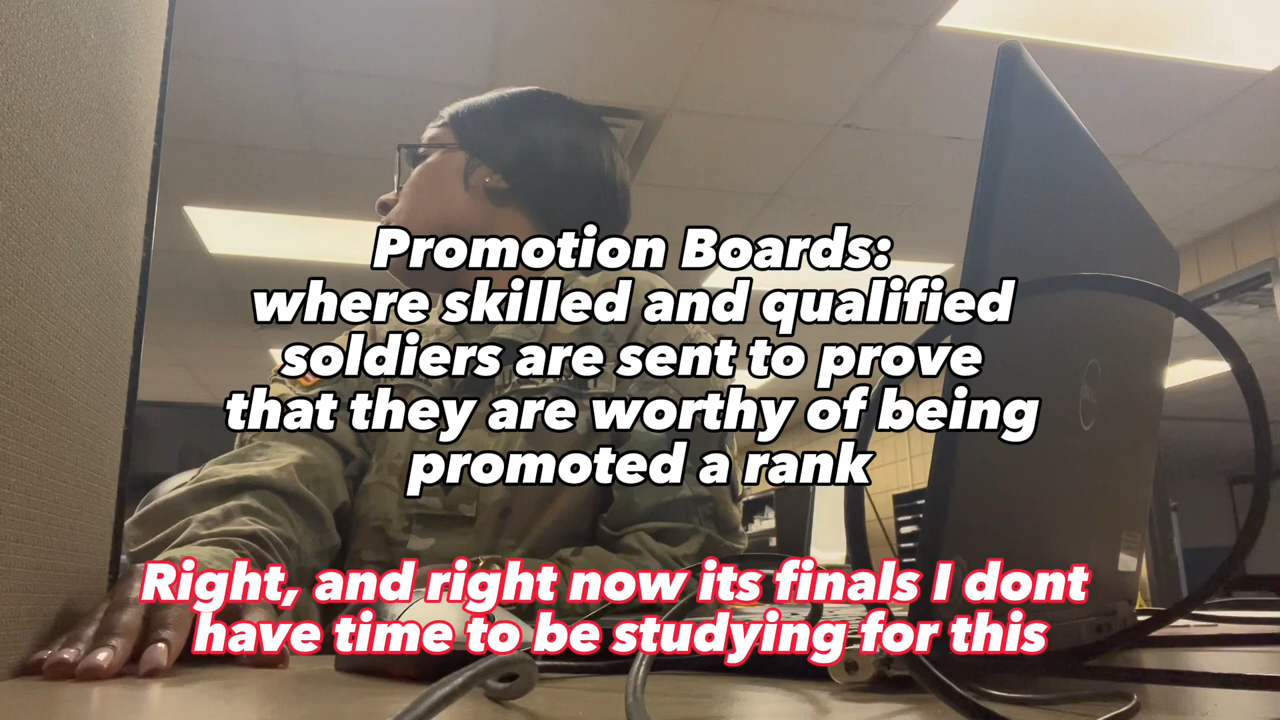 Promotion Boards:
where skilled and qualified
soldiers are sent to prove
that they are worthy of being
promoted a rank
Right, and right now its finals I dont
have time to be studying for this